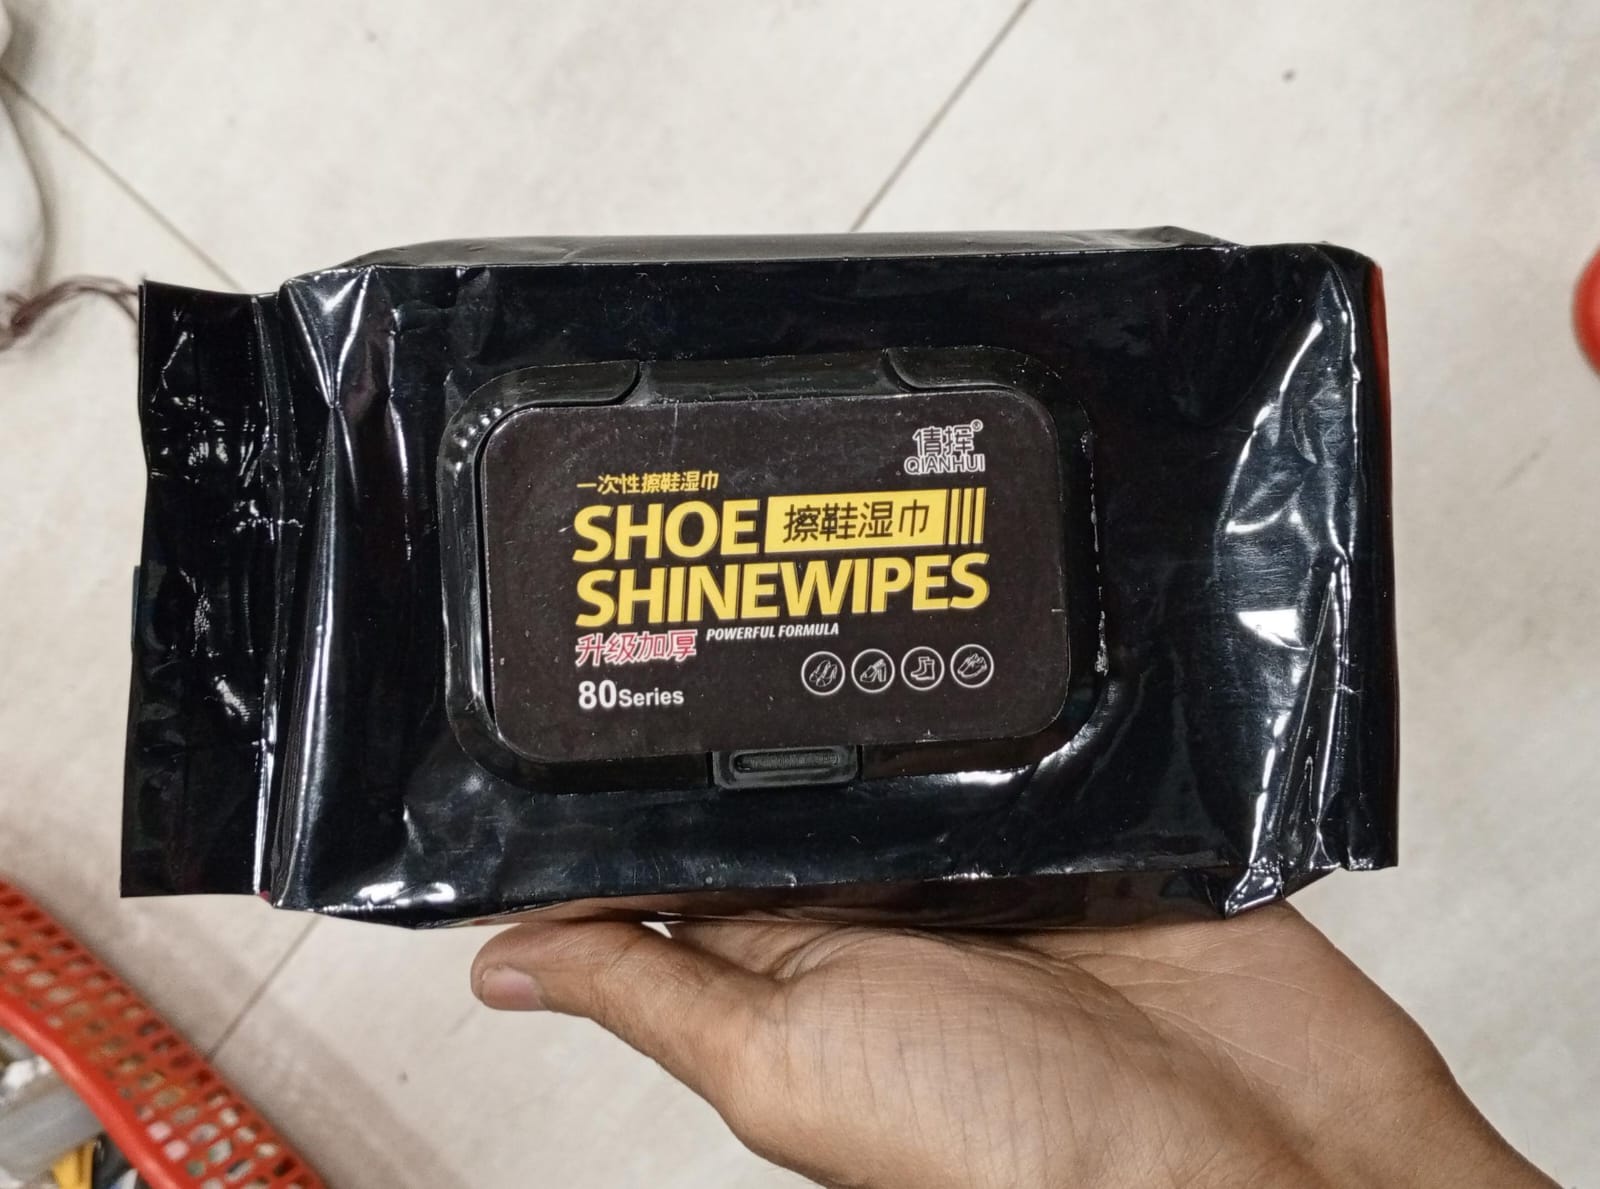 倩挥®
QIANHUI
一次性擦鞋湿巾
SHOE 擦鞋湿巾
SHINEWIPES
升级加厚 POWERFUL FORMULA
80Series